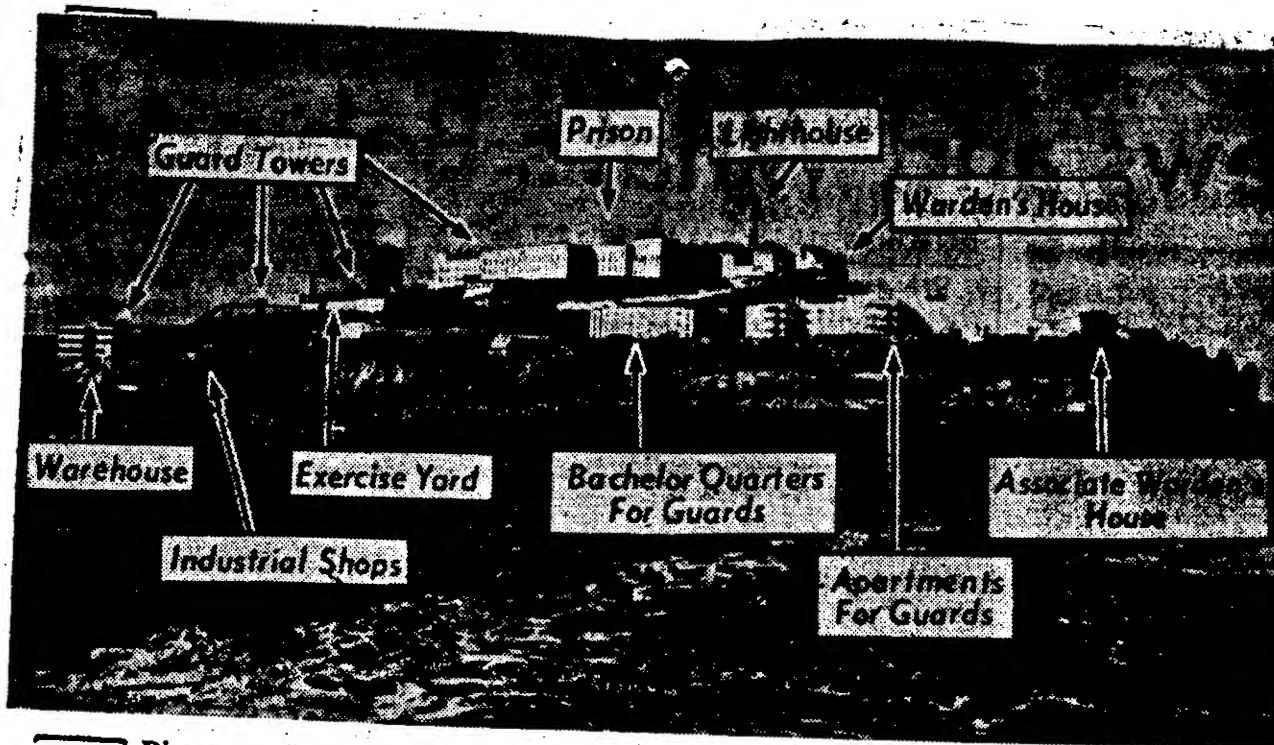 Guard Towers
Prison
Lighthouse
Warden's House
Warehouse
Exercise Yard
Bachelor Quarters
For Guards
Associate Warden's
House
Industrial Shops
Apartments
For Guards